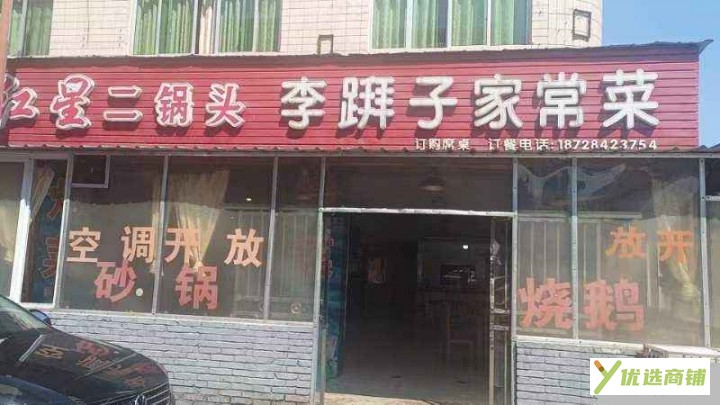 红星二锅头 李跰子家常菜
订购席桌 订餐电话:18728423754
空调开放
砂锅
放开
烧鹅
优选商铺